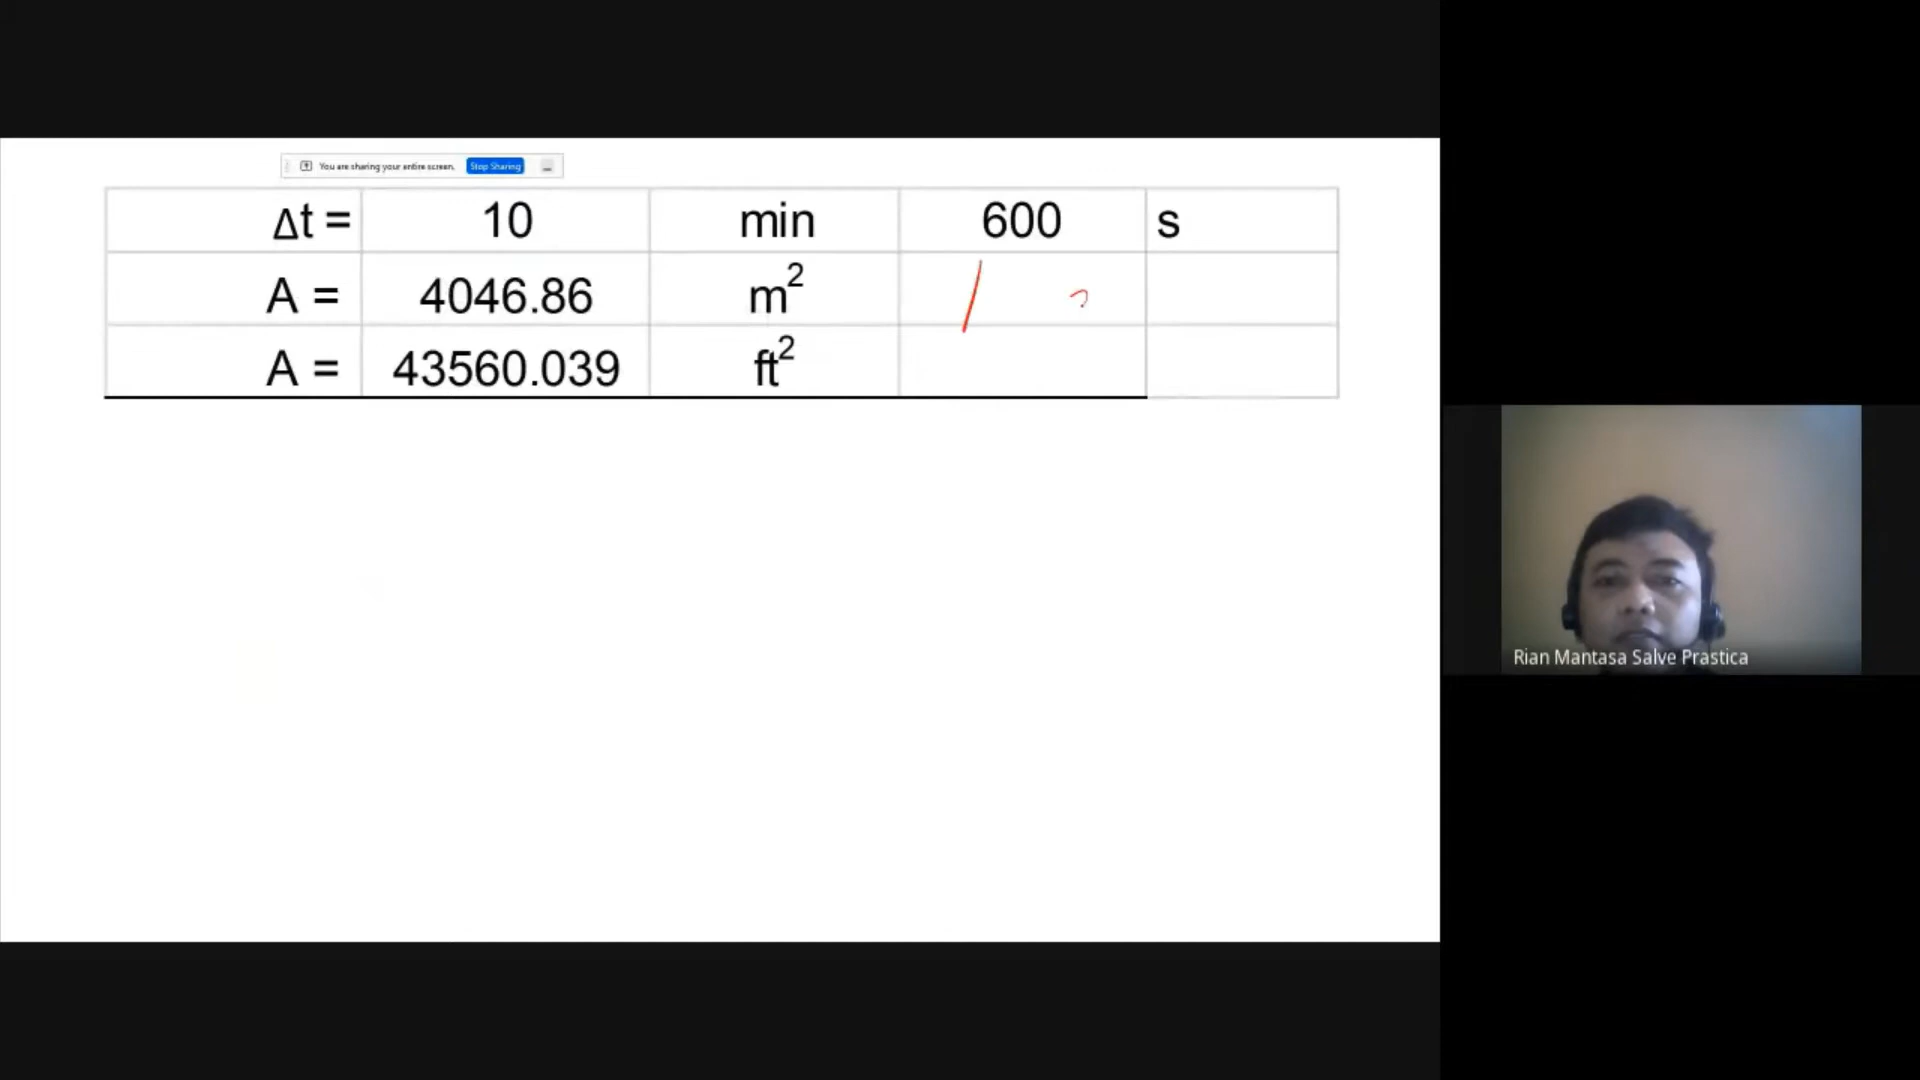 You are sharing your entire screen. Stop Sharing
Δt = 10 min 600 s
A = 4046.86 m²
A = 43560.039 ft²
Rian Mantasa Salve Prastica